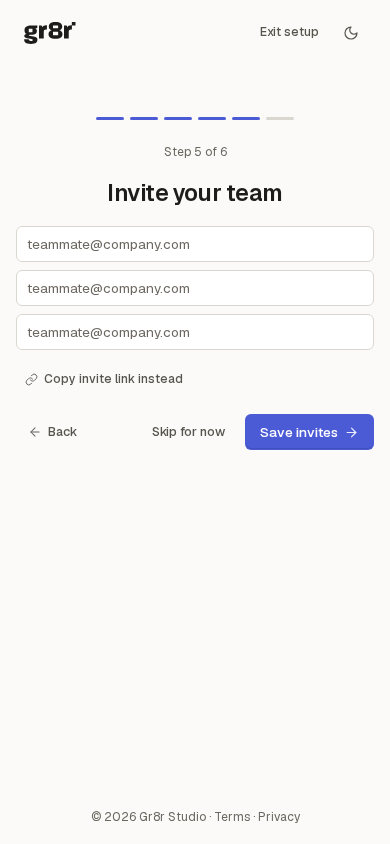 gr8r
Exit setup
Step 5 of 6
Invite your team
teammate@company.com
teammate@company.com
teammate@company.com
Copy invite link instead
Back
Skip for now
Save invites
© 2026 Gr8r Studio · Terms · Privacy